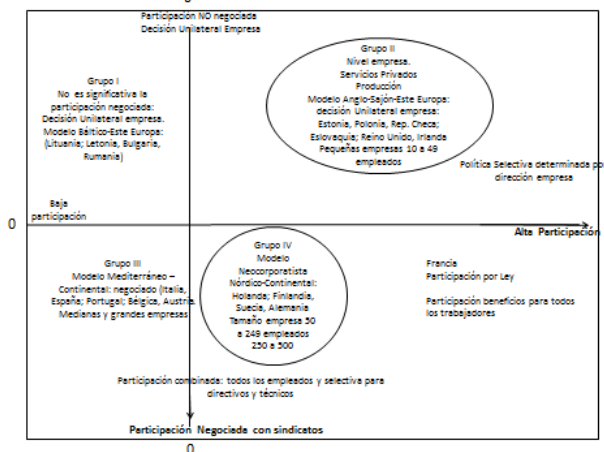 Participación NO negociada
Decisión Unilateral Empresa
Grupo I
No es significativa la
participación negociada:
Decisión Unilateral empresa.
Modelo Báltico-Este Europa:
(Lituania; Letonia, Bulgaria,
Rumania)
Grupo II
Nivel empresa.
Servicios Privados
Producción
Modelo Anglo-Sajón-Este Europa:
decisión Unilateral empresa:
Estonia, Polonia, Rep. Checa;
Eslovaquia; Reino Unido, Irlanda
Pequeñas empresas 10 a 49
empleados
Política Selectiva determinada por
dirección empresa
Baja
participación
0
Alta Participación
Grupo III
Modelo Mediterráneo –
Continental: negociado (Italia,
España; Portugal; Bélgica, Austria.
Medianas y grandes empresas
Grupo IV
Modelo
Neocorporatista
Nórdico-Continental:
Holanda; Finlandia,
Suecia, Alemania
Tamaño empresa 50
a 249 empleados
250 a 500
Francia
Participación por Ley
Participación beneficios para todos
los trabajadores
Participación combinada: todos los empleados y selectiva para
directivos y técnicos
Participación Negociada con sindicatos
0